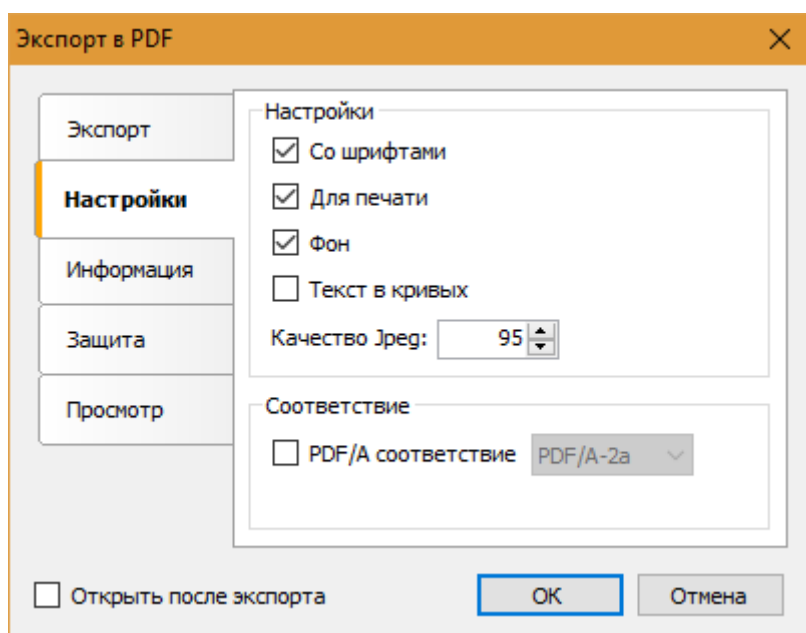 Экспорт в PDF
Экспорт
Настройки
Информация
Защита
Просмотр
Настройки
Со шрифтами
Для печати
Фон
Текст в кривых
Качество Jpeg: 95
Соответствие
PDF/A соответствие PDF/A-2a
Открыть после экспорта
ОК
Отмена